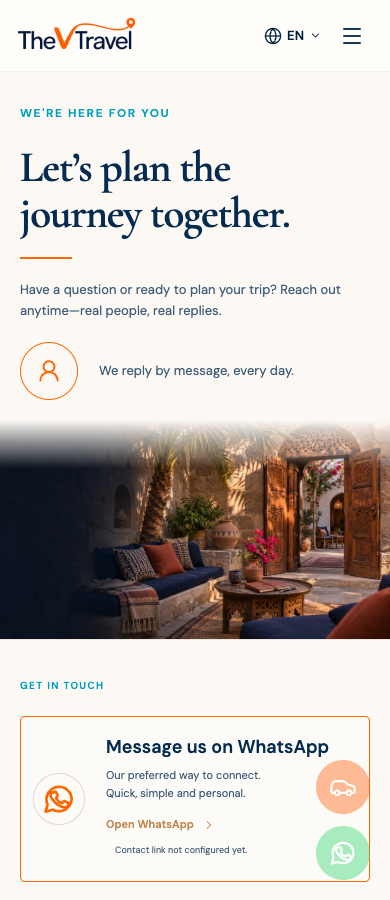 TheVTravel
EN
WE'RE HERE FOR YOU
Let’s plan the
journey together.
Have a question or ready to plan your trip? Reach out
anytime—real people, real replies.
We reply by message, every day.
GET IN TOUCH
Message us on WhatsApp
Our preferred way to connect.
Quick, simple and personal.
Open WhatsApp
Contact link not configured yet.